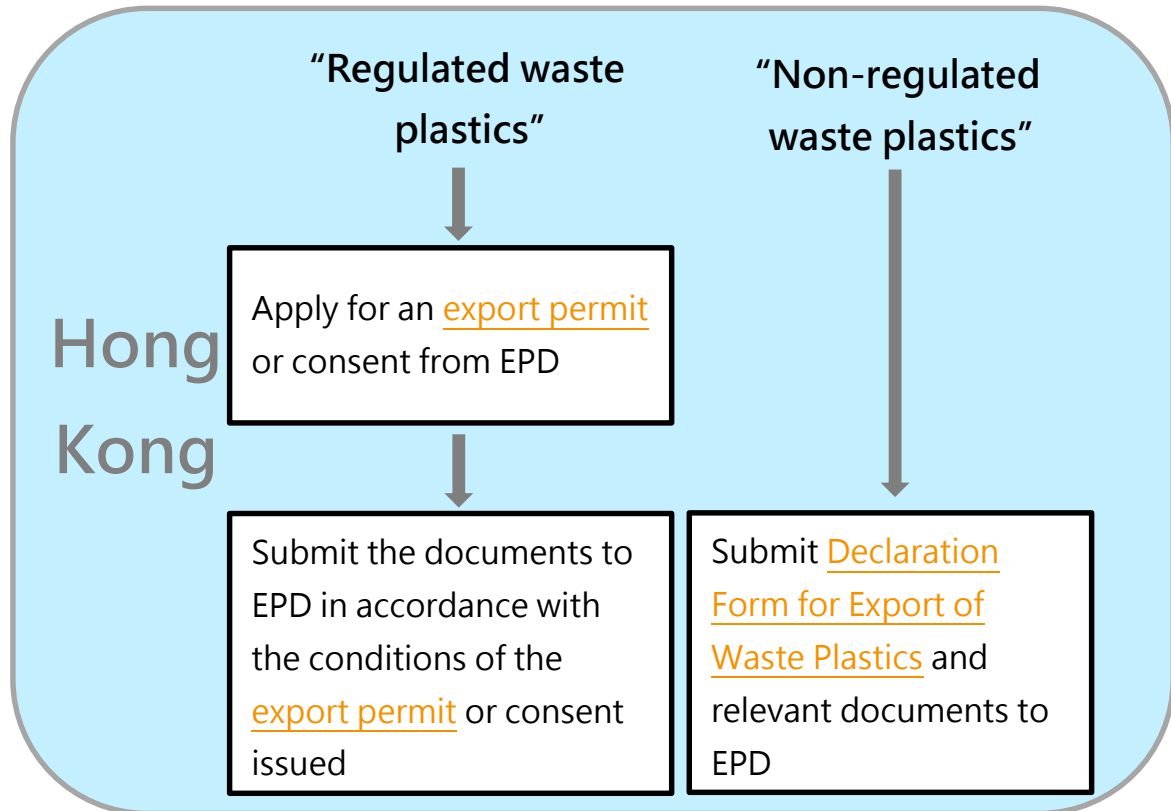 “Regulated waste
plastics”
“Non-regulated
waste plastics”
Hong
Kong
Apply for an export permit
or consent from EPD
Submit the documents to
EPD in accordance with
the conditions of the
export permit or consent
issued
Submit Declaration
Form for Export of
Waste Plastics and
relevant documents to
EPD